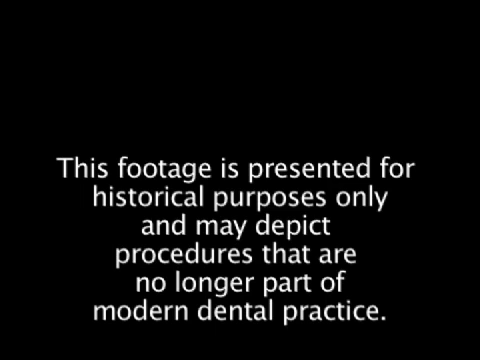 This footage is presented for
historical purposes only
and may depict
procedures that are
no longer part of
modern dental practice.